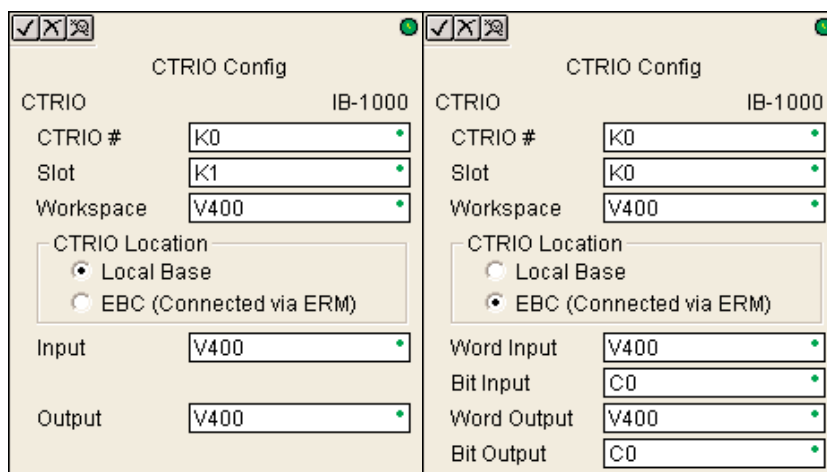 CTRIO Config
CTRIO IB-1000
CTRIO # K0
Slot K1
Workspace V400
CTRIO Location
Local Base
EBC (Connected via ERM)
Input V400
Output V400
CTRIO Config
CTRIO IB-1000
CTRIO # K0
Slot K0
Workspace V400
CTRIO Location
Local Base
EBC (Connected via ERM)
Word Input V400
Bit Input C0
Word Output V400
Bit Output C0